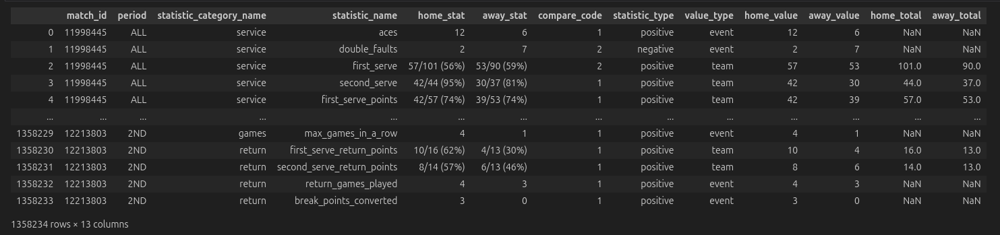 match_id period statistic_category_name statistic_name home_stat away_stat compare_code statistic_type value_type home_value away_value home_total away_total
0 11998445 ALL service aces 12 6 1 positive event 12 6 NaN NaN
1 11998445 ALL service double_faults 2 7 2 negative event 2 7 NaN NaN
2 11998445 ALL service first_serve 57/101 (56%) 53/90 (59%) 2 positive team 57 53 101.0 90.0
3 11998445 ALL service second_serve 42/44 (95%) 30/37 (81%) 1 positive team 42 30 44.0 37.0
4 11998445 ALL service first_serve_points 42/57 (74%) 39/53 (74%) 1 positive team 42 39 57.0 53.0
... ... ... ... ... ... ... ... ... ... ... ... ... ...
1358229 12213803 2ND games max_games_in_a_row 4 1 1 positive event 4 1 NaN NaN
1358230 12213803 2ND return first_serve_return_points 10/16 (62%) 4/13 (30%) 1 positive team 10 4 16.0 13.0
1358231 12213803 2ND return second_serve_return_points 8/14 (57%) 6/13 (46%) 1 positive team 8 6 14.0 13.0
1358232 12213803 2ND return return_games_played 4 3 1 positive event 4 3 NaN NaN
1358233 12213803 2ND return break_points_converted 3 0 1 positive event 3 0 NaN NaN
1358234 rows × 13 columns